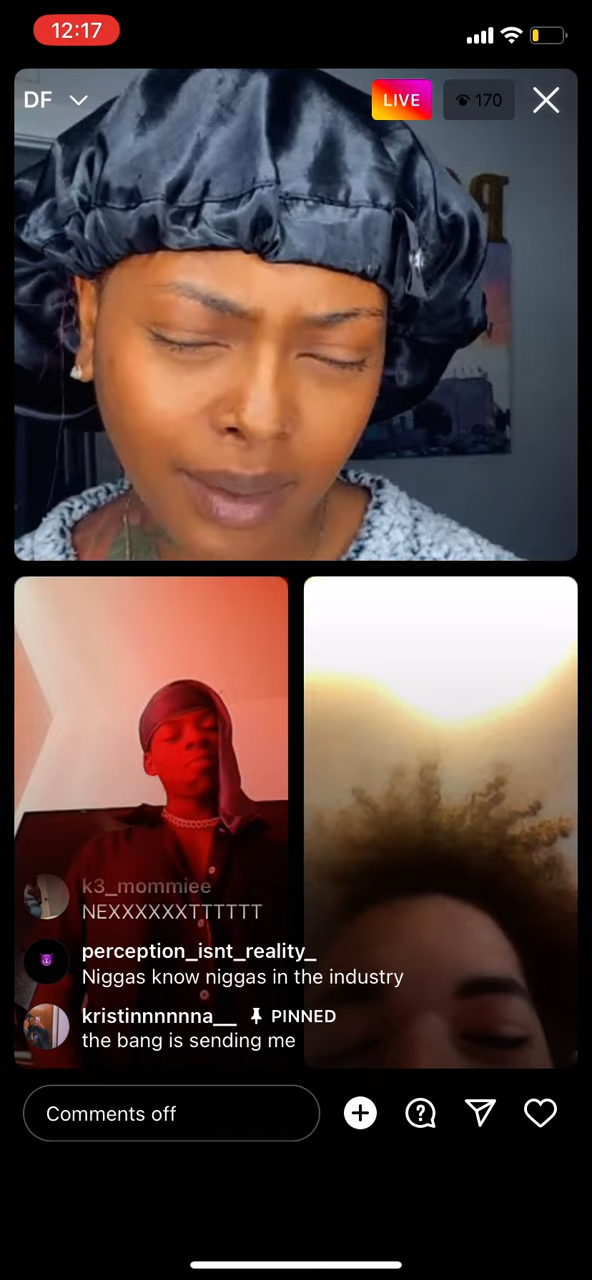 12:17
DF
LIVE
170
k3_mommiee
NEXXXXXXTTTTTT
perception_isnt_reality_
Niggas know niggas in the industry
kristinnnnnna__ PINNED
the bang is sending me
Comments off